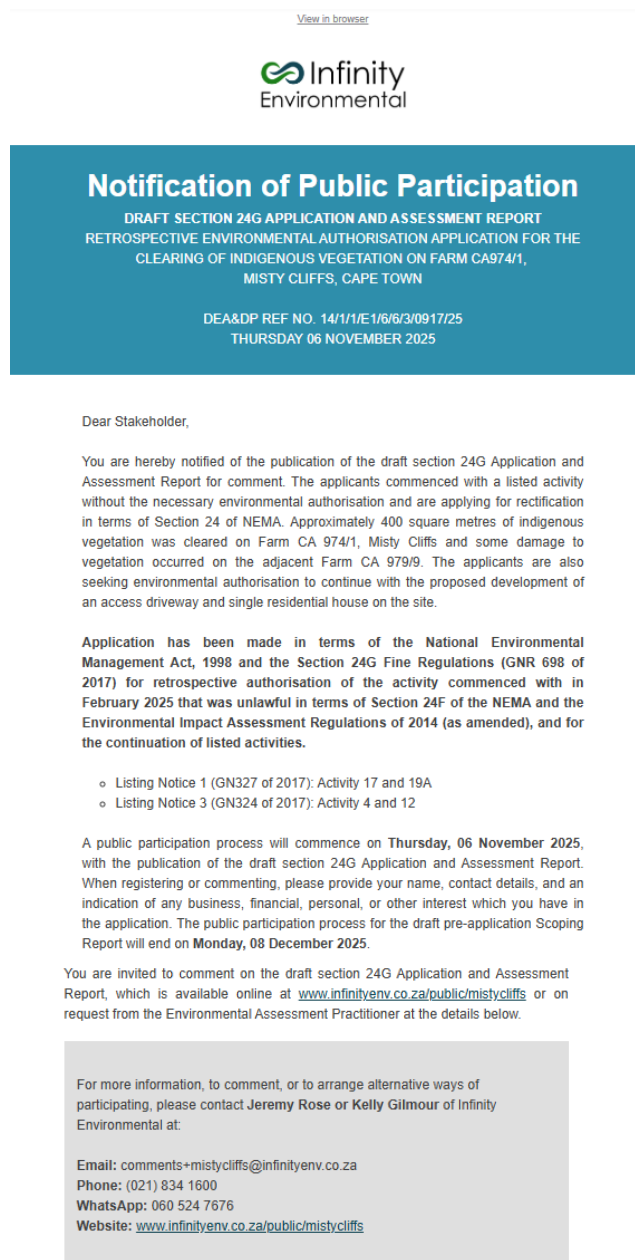 View in browser
Infinity
Environmental
Notification of Public Participation
DRAFT SECTION 24G APPLICATION AND ASSESSMENT REPORT
RETROSPECTIVE ENVIRONMENTAL AUTHORISATION APPLICATION FOR THE
CLEARING OF INDIGENOUS VEGETATION ON FARM CA974/1,
MISTY CLIFFS, CAPE TOWN
DEA&DP REF NO. 14/1/1/E1/6/6/3/0917/25
THURSDAY 06 NOVEMBER 2025
Dear Stakeholder,
You are hereby notified of the publication of the draft section 24G Application and
Assessment Report for comment. The applicants commenced with a listed activity
without the necessary environmental authorisation and are applying for rectification
in terms of Section 24 of NEMA. Approximately 400 square metres of indigenous
vegetation was cleared on Farm CA 974/1, Misty Cliffs and some damage to
vegetation occurred on the adjacent Farm CA 979/9. The applicants are also
seeking environmental authorisation to continue with the proposed development of
an access driveway and single residential house on the site.
Application has been made in terms of the National Environmental
Management Act, 1998 and the Section 24G Fine Regulations (GNR 698 of
2017) for retrospective authorisation of the activity commenced with in
February 2025 that was unlawful in terms of Section 24F of the NEMA and the
Environmental Impact Assessment Regulations of 2014 (as amended), and for
the continuation of listed activities.
Listing Notice 1 (GN327 of 2017): Activity 17 and 19A
Listing Notice 3 (GN324 of 2017): Activity 4 and 12
A public participation process will commence on Thursday, 06 November 2025,
with the publication of the draft section 24G Application and Assessment Report.
When registering or commenting, please provide your name, contact details, and an
indication of any business, financial, personal, or other interest which you have in
the application. The public participation process for the draft pre-application Scoping
Report will end on Monday, 08 December 2025.
You are invited to comment on the draft section 24G Application and Assessment
Report, which is available online at www.infinityenv.co.za/public/mistycliffs or on
request from the Environmental Assessment Practitioner at the details below.
For more information, to comment, or to arrange alternative ways of
participating, please contact Jeremy Rose or Kelly Gilmour of Infinity
Environmental at:
Email: comments+mistycliffs@infinityenv.co.za
Phone: (021) 834 1600
WhatsApp: 060 524 7676
Website: www.infinityenv.co.za/public/mistycliffs